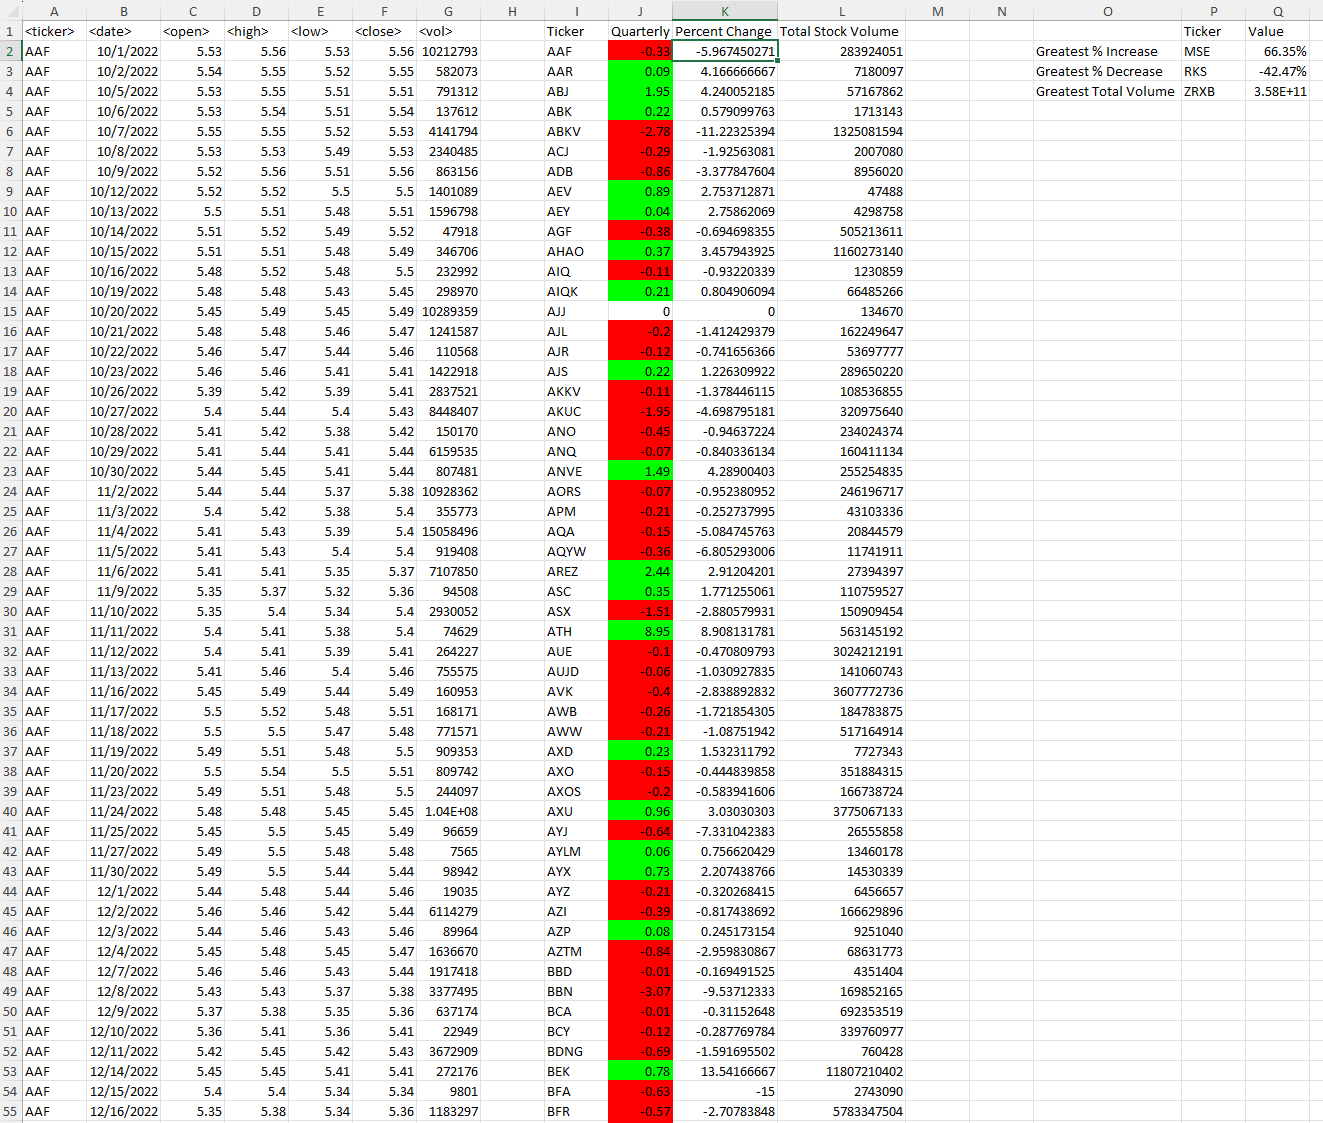 A B C D E F G H I J K L M N O P Q
1 <ticker> <date> <open> <high> <low> <close> <vol> Ticker Quarterly Percent Change Total Stock Volume Ticker Value
2 AAF 10/1/2022 5.53 5.56 5.53 5.56 10212793 AAF -0.33 -5.967450271 283924051 Greatest % Increase MSE 66.35%
3 AAF 10/2/2022 5.54 5.55 5.52 5.55 582073 AAR 0.09 4.166666667 7180097 Greatest % Decrease RKS -42.47%
4 AAF 10/5/2022 5.53 5.55 5.51 5.51 791312 ABJ 1.95 4.240052185 57167862 Greatest Total Volume ZRXB 3.58E+11
5 AAF 10/6/2022 5.53 5.54 5.51 5.54 137612 ABK 0.22 0.579099763 1713143
6 AAF 10/7/2022 5.55 5.55 5.52 5.53 4141794 ABKV -2.78 -11.22325394 1325081594
7 AAF 10/8/2022 5.53 5.53 5.49 5.53 2340485 ACJ -0.29 -1.92563081 2007080
8 AAF 10/9/2022 5.52 5.56 5.51 5.56 863156 ADB -0.86 -3.377847604 8956020
9 AAF 10/12/2022 5.52 5.52 5.5 5.5 1401089 AEV 0.89 2.753712871 47488
10 AAF 10/13/2022 5.5 5.51 5.48 5.51 1596798 AEY 0.04 2.75862069 4298758
11 AAF 10/14/2022 5.51 5.52 5.49 5.52 47918 AGF -0.38 -0.694698355 505213611
12 AAF 10/15/2022 5.51 5.51 5.48 5.49 346706 AHAO 0.37 3.457943925 1160273140
13 AAF 10/16/2022 5.48 5.52 5.48 5.5 232992 AIQ -0.11 -0.93220339 1230859
14 AAF 10/19/2022 5.48 5.48 5.43 5.45 298970 AIQK 0.21 0.804906094 66485266
15 AAF 10/20/2022 5.45 5.49 5.45 5.49 10289359 AJJ 0 0 134670
16 AAF 10/21/2022 5.48 5.48 5.46 5.47 1241587 AJL -0.2 -1.412429379 162249647
17 AAF 10/22/2022 5.46 5.47 5.44 5.46 110568 AJR -0.12 -0.741656366 53697777
18 AAF 10/23/2022 5.46 5.46 5.41 5.41 1422918 AJS 0.22 1.226309922 289650220
19 AAF 10/26/2022 5.39 5.42 5.39 5.41 2837521 AKKV -0.11 -1.378446115 108536855
20 AAF 10/27/2022 5.4 5.44 5.4 5.43 8448407 AKUC -1.95 -4.698795181 320975640
21 AAF 10/28/2022 5.41 5.42 5.38 5.42 150170 ANO -0.45 -0.94637224 234024374
22 AAF 10/29/2022 5.41 5.44 5.41 5.44 6159535 ANQ -0.07 -0.840336134 160411134
23 AAF 10/30/2022 5.44 5.45 5.41 5.44 807481 ANVE 1.49 4.28900403 255254835
24 AAF 11/2/2022 5.44 5.44 5.37 5.38 10928362 AORS -0.07 -0.952380952 246196717
25 AAF 11/3/2022 5.4 5.42 5.38 5.4 355773 APM -0.21 -0.252737995 43103336
26 AAF 11/4/2022 5.41 5.43 5.39 5.4 15058496 AQA -0.15 -5.084745763 20844579
27 AAF 11/5/2022 5.41 5.43 5.4 5.4 919408 AQYW -0.36 -6.805293006 11741911
28 AAF 11/6/2022 5.41 5.41 5.35 5.37 7107850 AREZ 2.44 2.91204201 27394397
29 AAF 11/9/2022 5.35 5.37 5.32 5.36 94508 ASC 0.35 1.771255061 110759527
30 AAF 11/10/2022 5.35 5.4 5.34 5.4 2930052 ASX -1.51 -2.880579931 150909454
31 AAF 11/11/2022 5.4 5.41 5.38 5.4 74629 ATH 8.95 8.908131781 563145192
32 AAF 11/12/2022 5.4 5.41 5.39 5.41 264227 AUE -0.1 -0.470809793 3024212191
33 AAF 11/13/2022 5.41 5.46 5.4 5.46 755575 AUJD -0.06 -1.030927835 141060743
34 AAF 11/16/2022 5.45 5.49 5.44 5.49 160953 AVK -0.4 -2.838892832 3607772736
35 AAF 11/17/2022 5.5 5.52 5.48 5.51 168171 AWB -0.26 -1.721854305 184783875
36 AAF 11/18/2022 5.5 5.5 5.47 5.48 771571 AWW -0.21 -1.08751942 517164914
37 AAF 11/19/2022 5.49 5.51 5.48 5.5 909353 AXD 0.23 1.532311792 7727343
38 AAF 11/20/2022 5.5 5.54 5.5 5.51 809742 AXO -0.15 -0.444839858 351884315
39 AAF 11/23/2022 5.49 5.51 5.48 5.5 244097 AXOS -0.2 -0.583941606 166738724
40 AAF 11/24/2022 5.48 5.48 5.45 5.45 1.04E+08 AXU 0.96 3.03030303 3775067133
41 AAF 11/25/2022 5.45 5.5 5.45 5.49 96659 AYJ -0.64 -7.331042383 26555858
42 AAF 11/27/2022 5.49 5.5 5.48 5.48 7565 AYLM 0.06 0.756620429 13460178
43 AAF 11/30/2022 5.49 5.5 5.44 5.44 98942 AYX 0.73 2.207438766 14530339
44 AAF 12/1/2022 5.44 5.48 5.44 5.46 19035 AYZ -0.21 -0.320268415 6456657
45 AAF 12/2/2022 5.46 5.46 5.42 5.44 6114279 AZI -0.39 -0.817438692 166629896
46 AAF 12/3/2022 5.44 5.46 5.43 5.46 89964 AZP 0.08 0.245173154 9251040
47 AAF 12/4/2022 5.45 5.48 5.45 5.47 1636670 AZTM -0.84 -2.959830867 68631773
48 AAF 12/7/2022 5.46 5.46 5.43 5.44 1917418 BBD -0.01 -0.169491525 4351404
49 AAF 12/8/2022 5.43 5.43 5.37 5.38 3377495 BBN -3.07 -9.53712333 169852165
50 AAF 12/9/2022 5.37 5.38 5.35 5.36 637174 BCA -0.01 -0.31152648 692353519
51 AAF 12/10/2022 5.36 5.41 5.36 5.41 22949 BCY -0.12 -0.287769784 339760977
52 AAF 12/11/2022 5.42 5.45 5.42 5.43 3672909 BDNG -0.69 -1.591695502 760428
53 AAF 12/14/2022 5.45 5.45 5.41 5.41 272176 BEK 0.78 13.54166667 11807210402
54 AAF 12/15/2022 5.4 5.4 5.34 5.34 9801 BFA -0.63 -15 2743090
55 AAF 12/16/2022 5.35 5.38 5.34 5.36 1183297 BFR -0.57 -2.70783848 5783347504